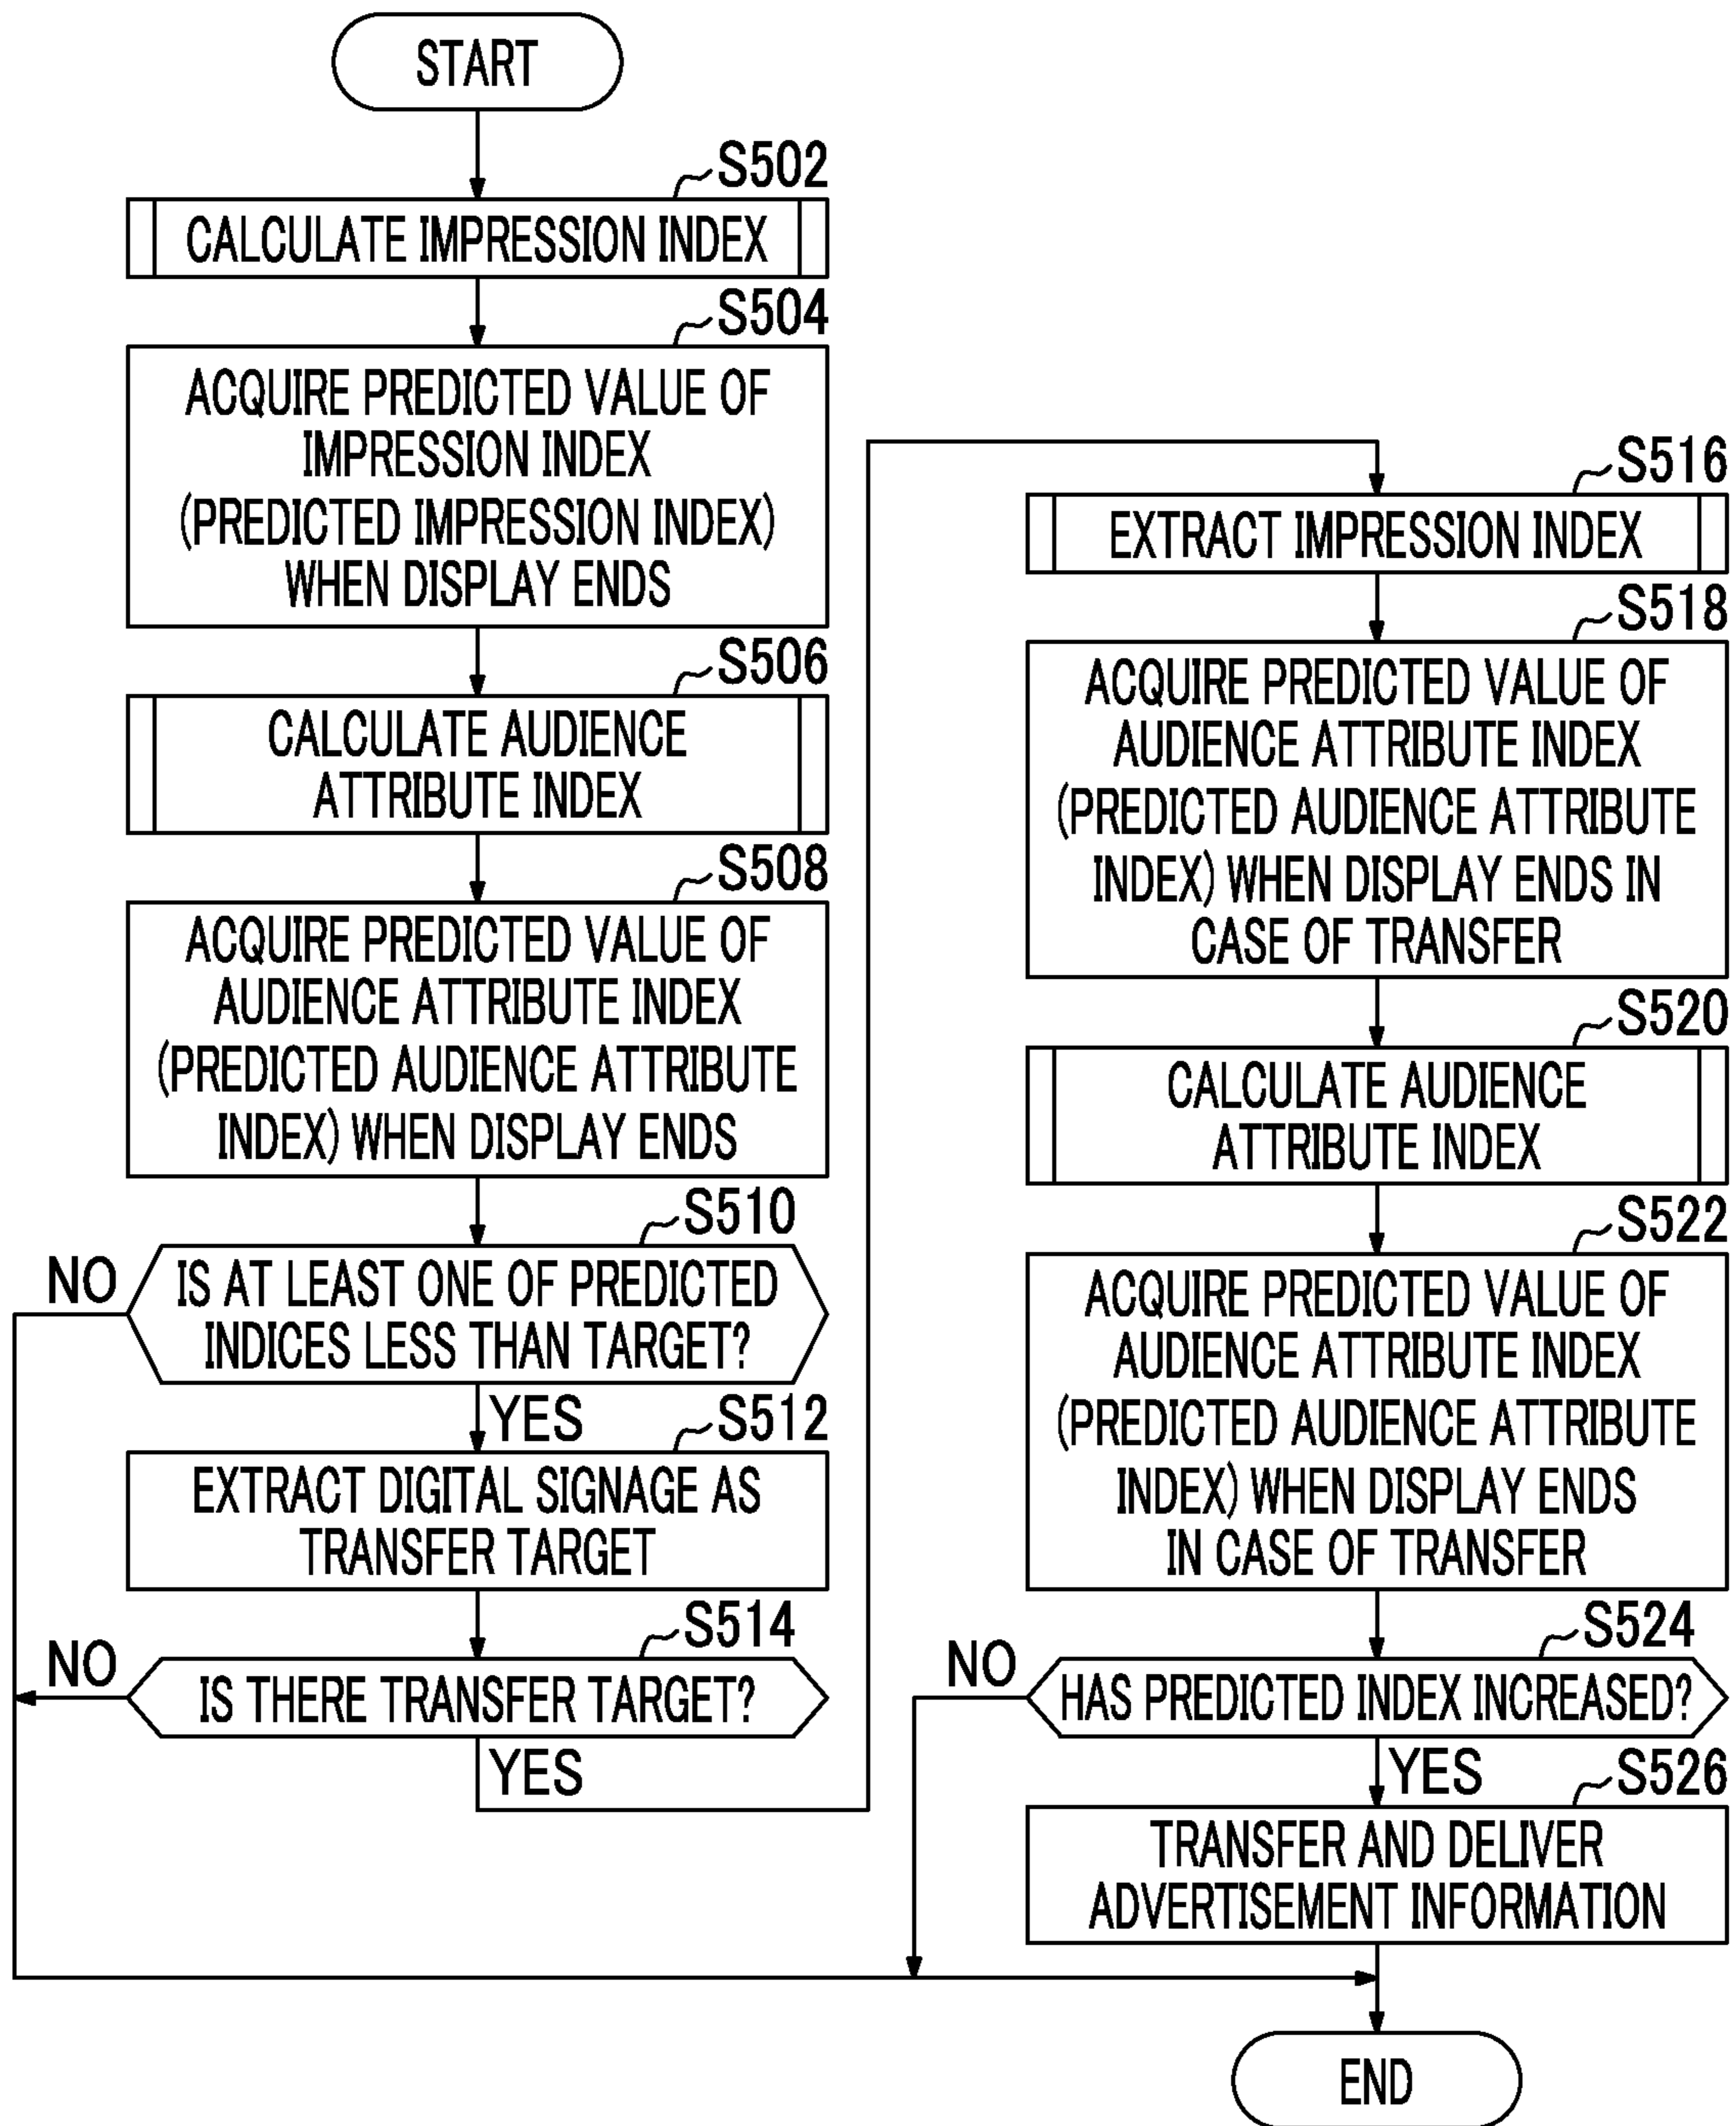 START
S502
CALCULATE IMPRESSION INDEX
S504
ACQUIRE PREDICTED VALUE OF
IMPRESSION INDEX
(PREDICTED IMPRESSION INDEX)
WHEN DISPLAY ENDS
S506
CALCULATE AUDIENCE
ATTRIBUTE INDEX
S508
ACQUIRE PREDICTED VALUE OF
AUDIENCE ATTRIBUTE INDEX
(PREDICTED AUDIENCE ATTRIBUTE
INDEX) WHEN DISPLAY ENDS
S510
NO
IS AT LEAST ONE OF PREDICTED
INDICES LESS THAN TARGET?
YES
S512
EXTRACT DIGITAL SIGNAGE AS
TRANSFER TARGET
S514
NO
IS THERE TRANSFER TARGET?
YES
S516
EXTRACT IMPRESSION INDEX
S518
ACQUIRE PREDICTED VALUE OF
AUDIENCE ATTRIBUTE INDEX
(PREDICTED AUDIENCE ATTRIBUTE
INDEX) WHEN DISPLAY ENDS IN
CASE OF TRANSFER
S520
CALCULATE AUDIENCE
ATTRIBUTE INDEX
S522
ACQUIRE PREDICTED VALUE OF
AUDIENCE ATTRIBUTE INDEX
(PREDICTED AUDIENCE ATTRIBUTE
INDEX) WHEN DISPLAY ENDS
IN CASE OF TRANSFER
S524
NO
HAS PREDICTED INDEX INCREASED?
YES
S526
TRANSFER AND DELIVER
ADVERTISEMENT INFORMATION
END